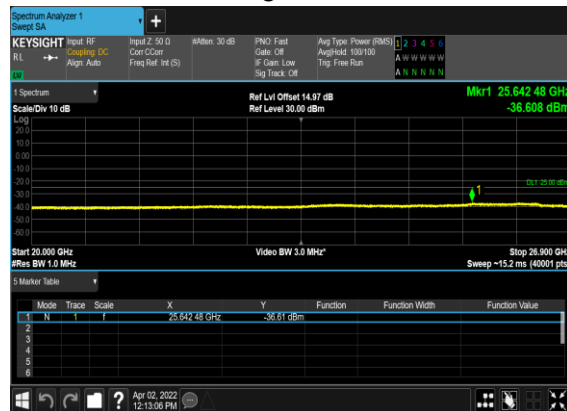 Spectrum Analyzer 1
Swept SA
+
KEYSIGHT Input: RF Input Z: 50 Ω #Atten: 30 dB PNO: Fast Avg Type: Power (RMS) 1 2 3 4 5 6
RL Coupling: DC Corr CCorr Gate: Off Avg|Hold: 100/100 A W W W W W
Align: Auto Freq Ref: Int (S) IF Gain: Low Trig: Free Run
LW Sig Track: Off A N N N N N
1 Spectrum Ref Lvl Offset 14.97 dB Mkr1 25.642 48 GHz
Scale/Div 10 dB Ref Level 30.00 dBm -36.608 dBm
Log
20.0
10.0
0.00
-10.0
-20.0 1 DL1 -25.00 dBm
-30.0
-40.0
-50.0
-60.0
Start 20.000 GHz Video BW 3.0 MHz* Stop 26.900 GHz
#Res BW 1.0 MHz Sweep ~15.2 ms (40001 pts)
5 Marker Table
Mode Trace Scale X Y Function Function Width Function Value
1 N 1 f 25.642 48 GHz -36.61 dBm
2
3
4
5
6
? Apr 02, 2022
12:13:06 PM